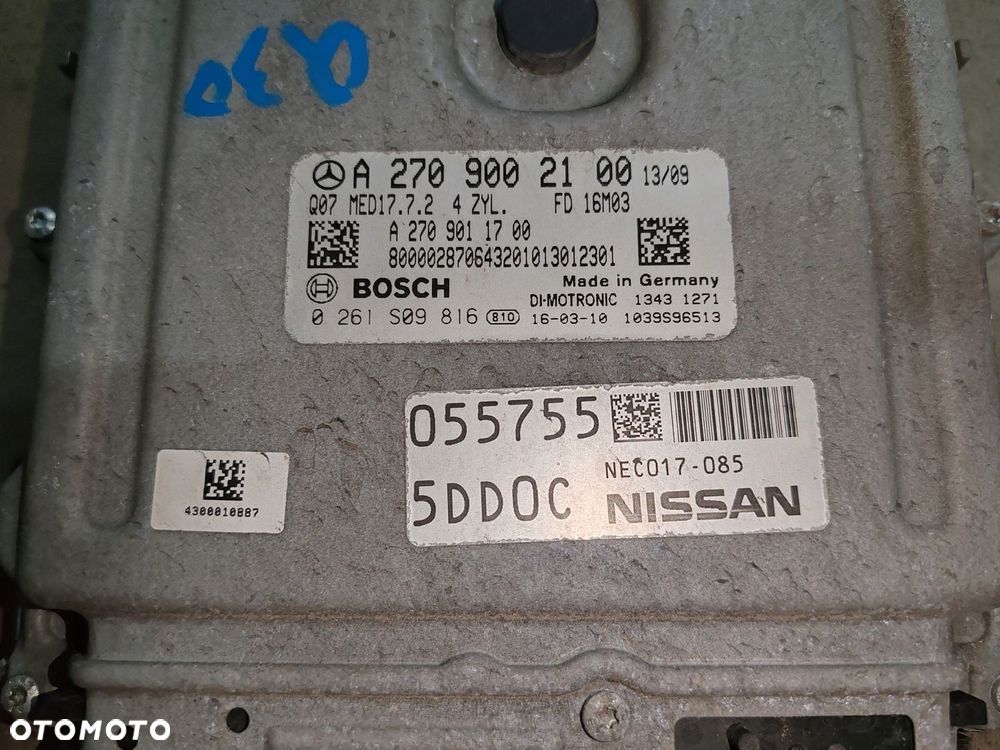 Q30
A 270 900 21 00 13/09
Q07 MED17.7.2 4 ZYL. FD 16M03
A 270 901 17 00
800002870643201013012301
BOSCH Made in Germany
DI-MOTRONIC 1343 1271
0 261 S09 816 810 16-03-10 1039S96513
055755
NEC017-085
5DD0C NISSAN
4300010887
OTOMOTO